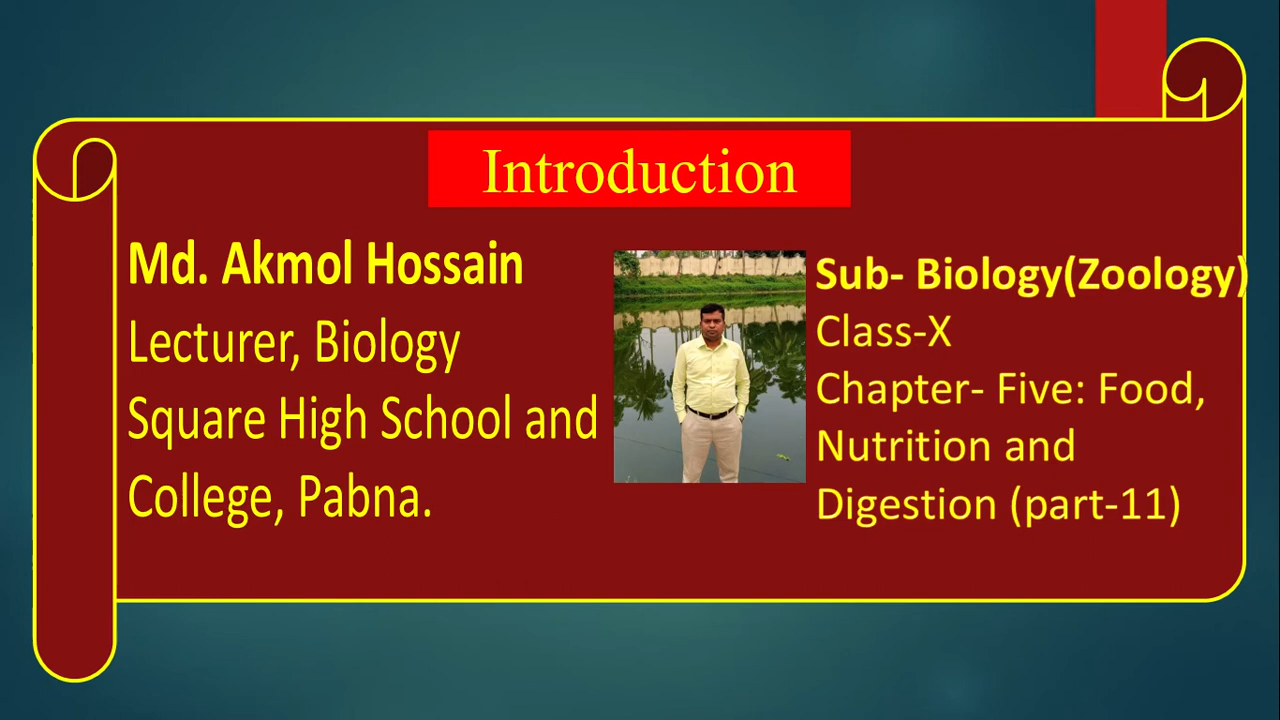 Introduction
Md. Akmol Hossain
Lecturer, Biology
Square High School and
College, Pabna.
Sub- Biology(Zoology)
Class-X
Chapter- Five: Food,
Nutrition and
Digestion (part-11)